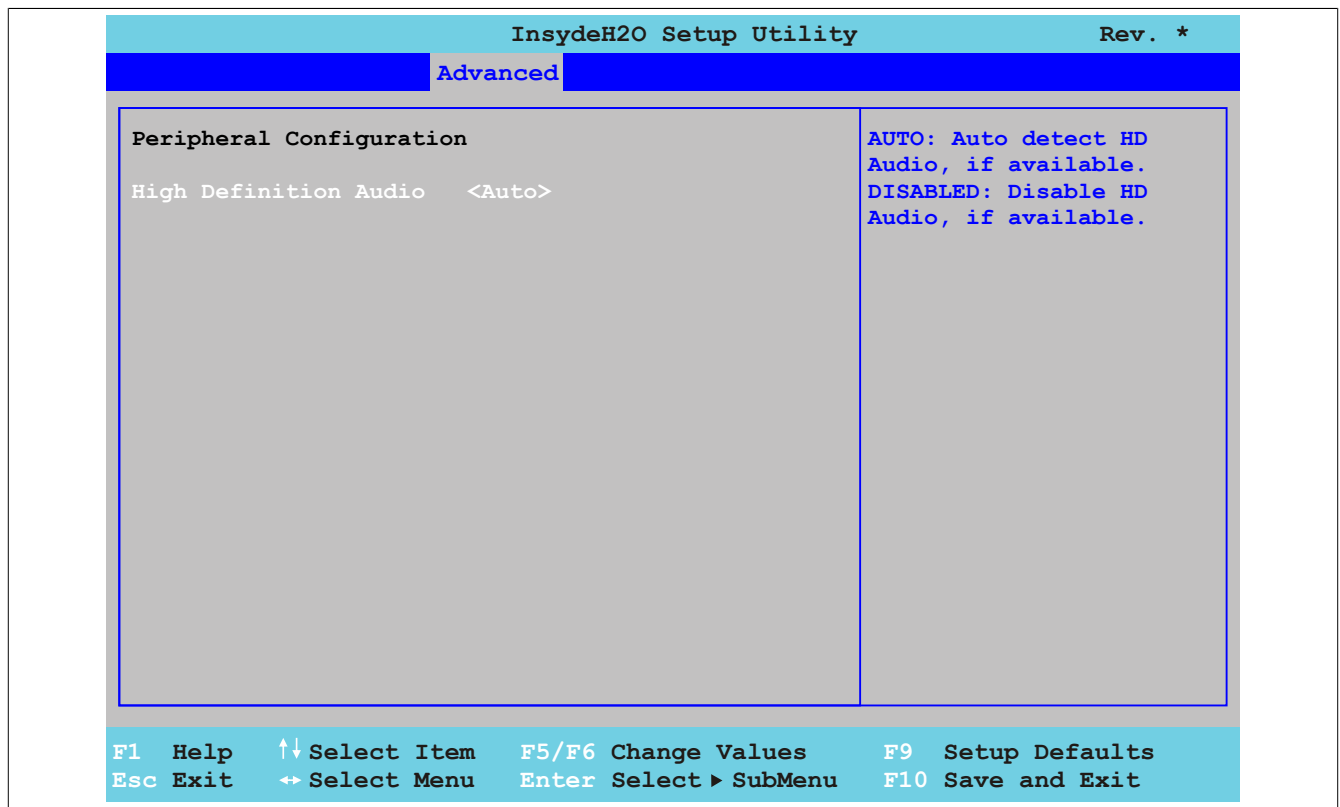 InsydeH2O Setup Utility Rev. *
Advanced
Peripheral Configuration
High Definition Audio <Auto>
AUTO: Auto detect HD
Audio, if available.
DISABLED: Disable HD
Audio, if available.
F1 Help ↑↓ Select Item F5/F6 Change Values F9 Setup Defaults
Esc Exit ↔ Select Menu Enter Select ▶ SubMenu F10 Save and Exit